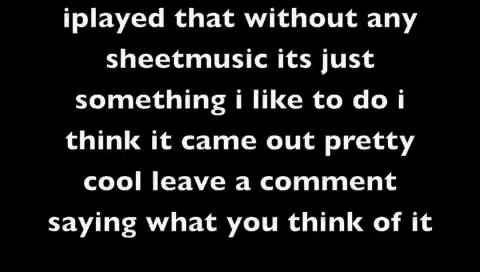 iplayed that without any
sheetmusic its just
something i like to do i
think it came out pretty
cool leave a comment
saying what you think of it